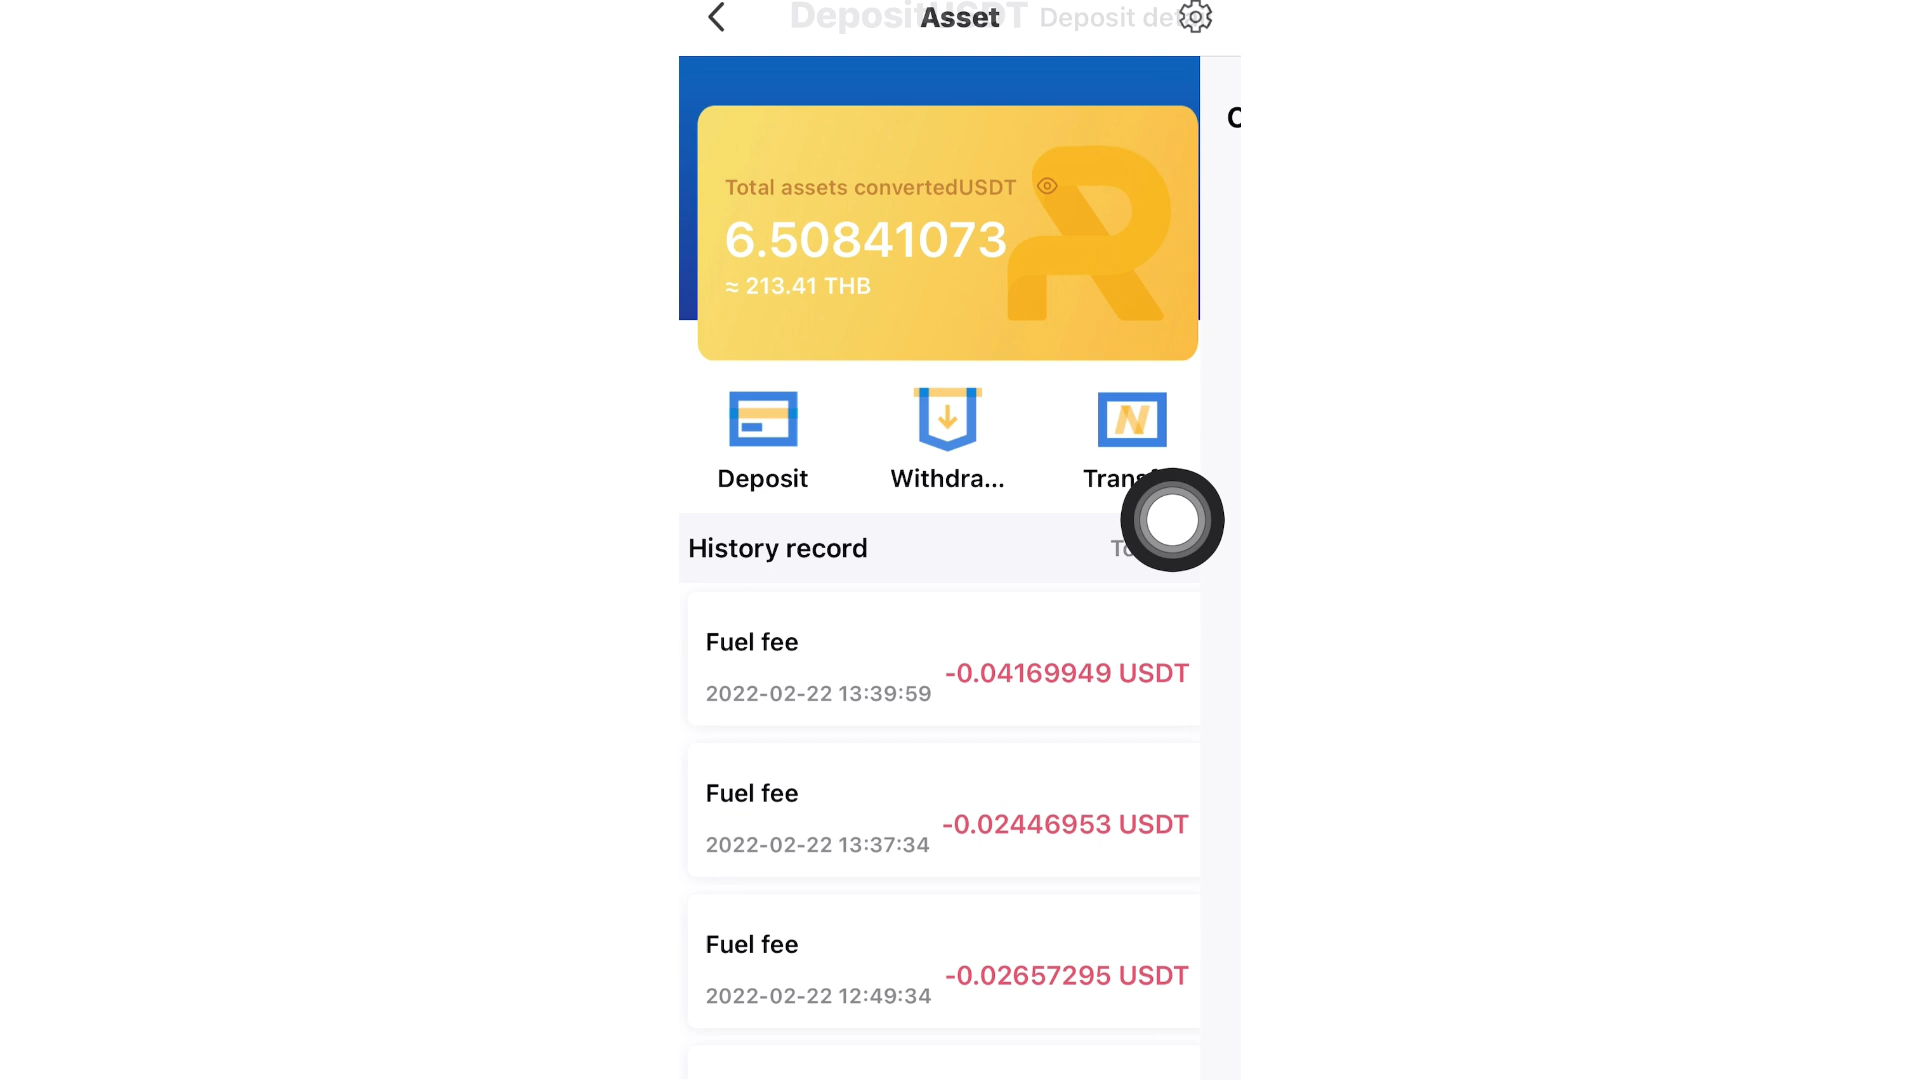 DepositUSDT
Asset
Deposit
Total assets convertedUSDT
6.50841073
≈ 213.41 THB
Deposit
Withdra...
History record
Fuel fee
-0.04169949 USDT
2022-02-22 13:39:59
Fuel fee
-0.02446953 USDT
2022-02-22 13:37:34
Fuel fee
-0.02657295 USDT
2022-02-22 12:49:34